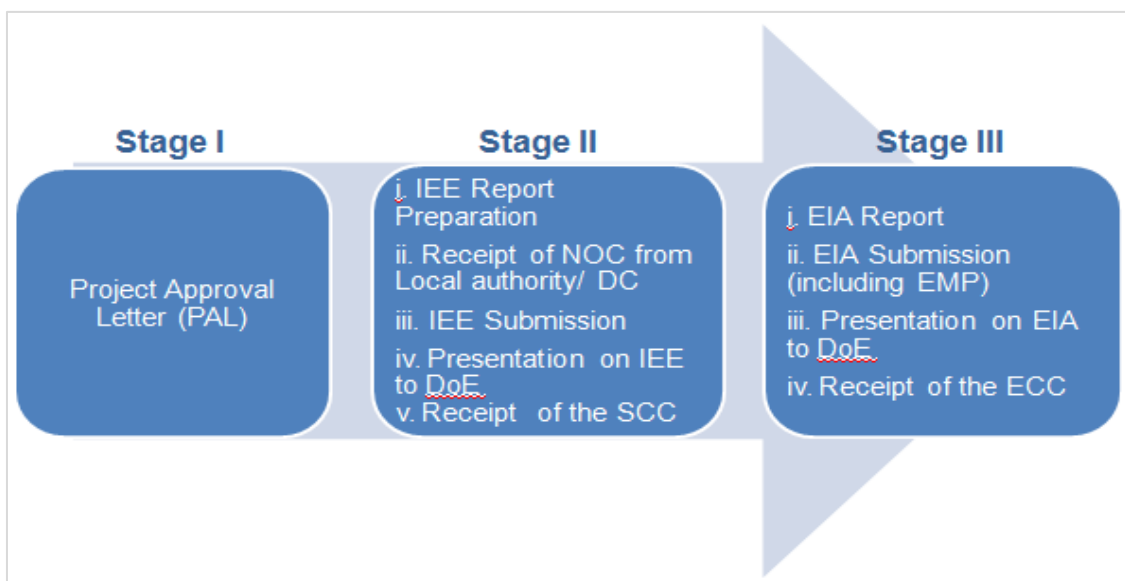 Stage I
Project Approval
Letter (PAL)
Stage II
i. IEE Report
Preparation
ii. Receipt of NOC from
Local authority/ DC
iii. IEE Submission
iv. Presentation on IEE
to DoE
v. Receipt of the SCC
Stage III
i. EIA Report
ii. EIA Submission
(including EMP)
iii. Presentation on EIA
to DoE.
iv. Receipt of the ECC